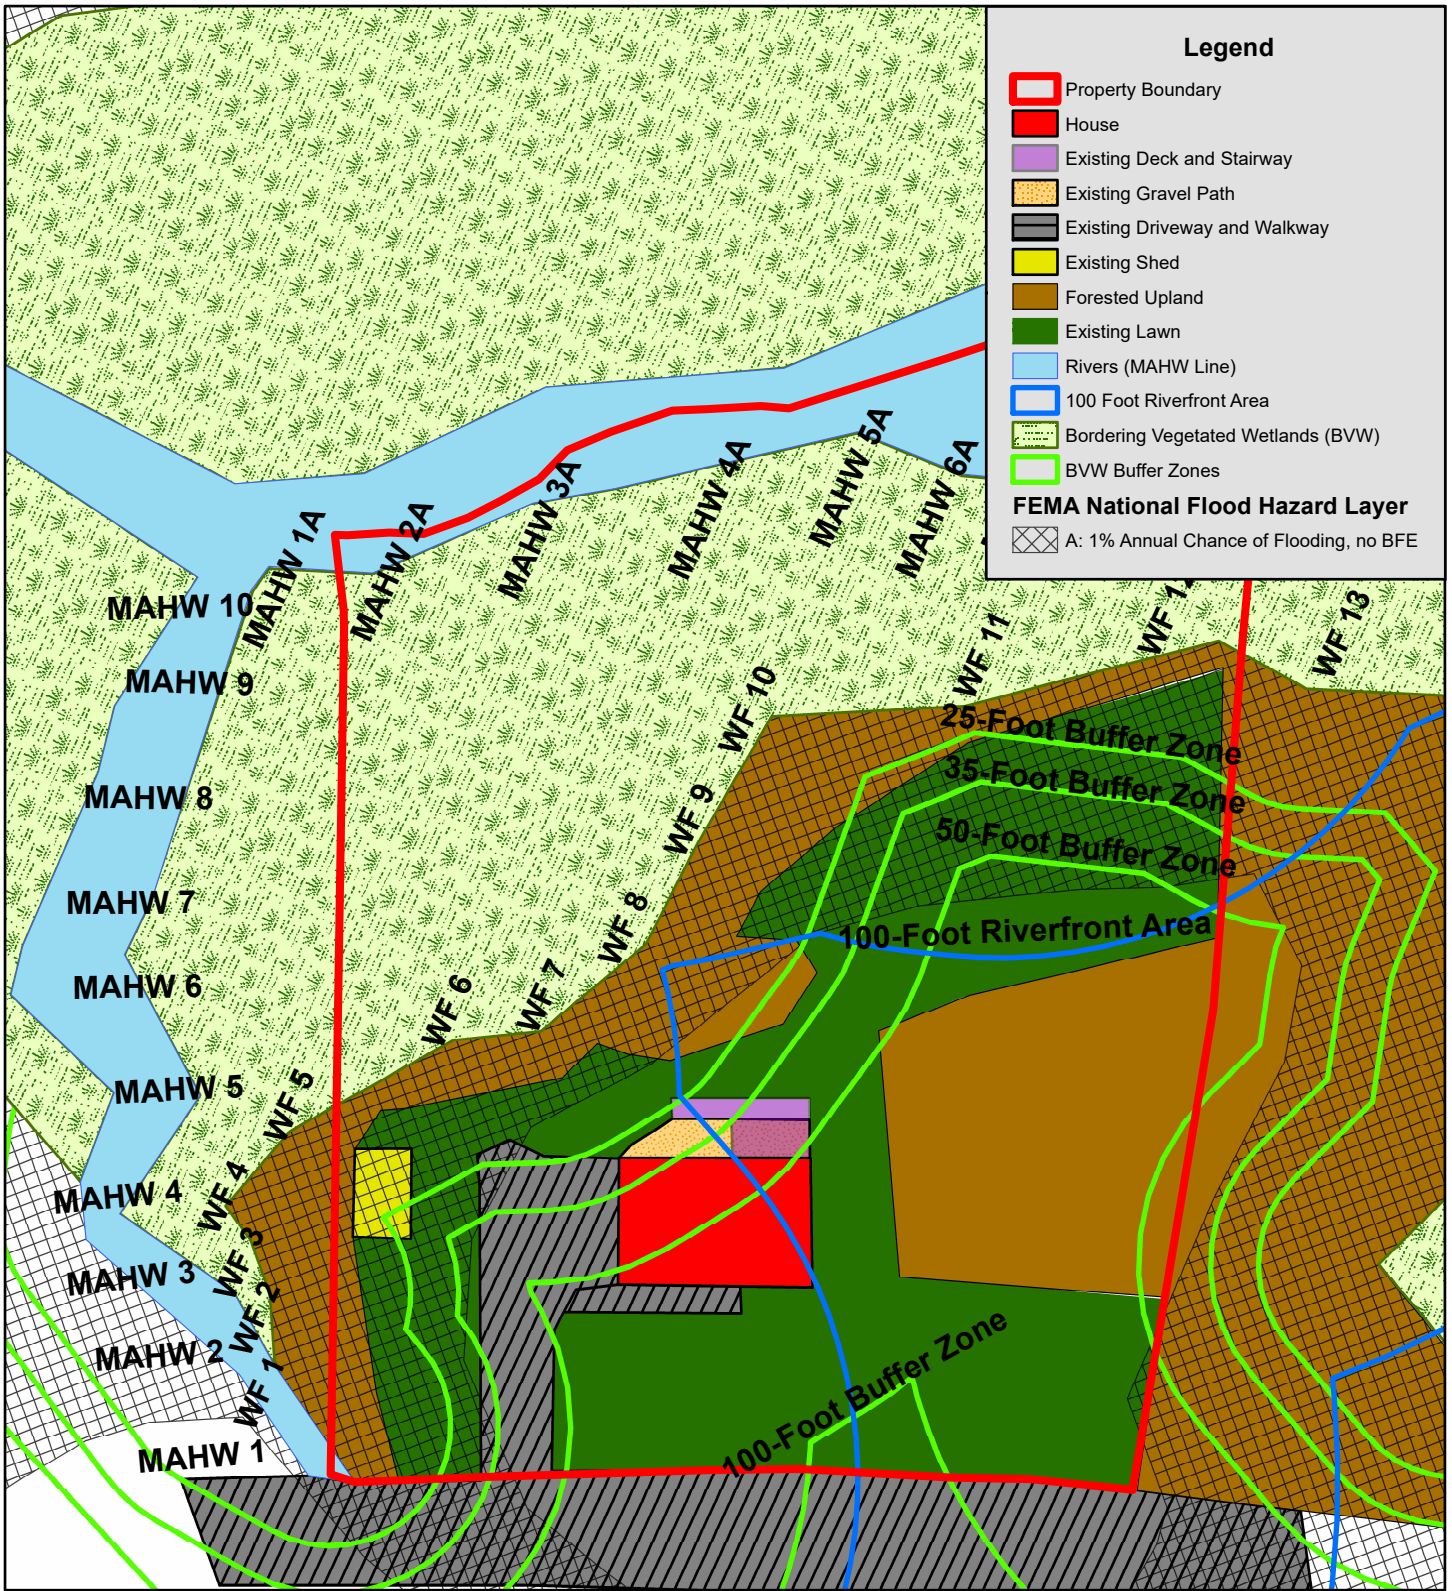 Legend
Property Boundary
House
Existing Deck and Stairway
Existing Gravel Path
Existing Driveway and Walkway
Existing Shed
Forested Upland
Existing Lawn
Rivers (MAHW Line)
100 Foot Riverfront Area
Bordering Vegetated Wetlands (BVW)
BVW Buffer Zones
FEMA National Flood Hazard Layer
A: 1% Annual Chance of Flooding, no BFE
MAHW 1A
MAHW 2A
MAHW 3A
MAHW 4A
MAHW 5A
MAHW 6A
MAHW 10
MAHW 9
MAHW 8
MAHW 7
MAHW 6
MAHW 5
MAHW 4
MAHW 3
MAHW 2
MAHW 1
WF 13
WF 11
WF 10
WF 9
WF 8
WF 7
WF 6
WF 5
WF 4
WF 3
WF 2
WF 1
WF
25-Foot Buffer Zone
35-Foot Buffer Zone
50-Foot Buffer Zone
100-Foot Riverfront Area
100-Foot Buffer Zone